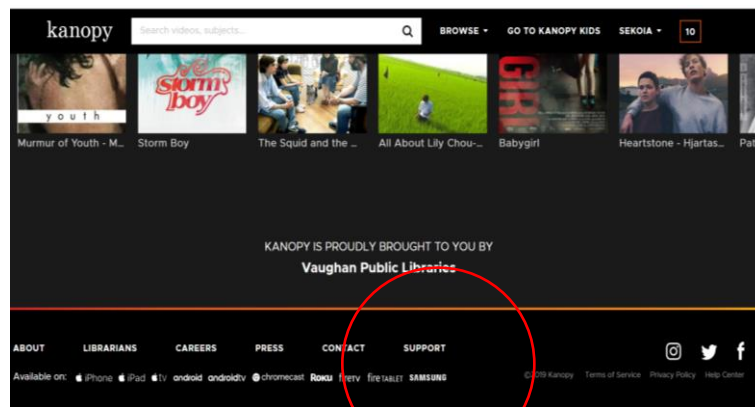 kanopy Search videos, subjects... BROWSE GO TO KANOPY KIDS SEKOIA 10
youth
storm
boy
GIRL
Murmur of Youth - M... Storm Boy The Squid and the ... All About Lily Chou-... Babygirl Heartstone - Hjartas... Pat
KANOPY IS PROUDLY BROUGHT TO YOU BY
Vaughan Public Libraries
ABOUT LIBRARIANS CAREERS PRESS CONTACT SUPPORT
Available on: iPhone iPad tv android androidtv chromecast ROKU firetv fire TABLET SAMSUNG
©2019 Kanopy Terms of Service Privacy Policy Help Center